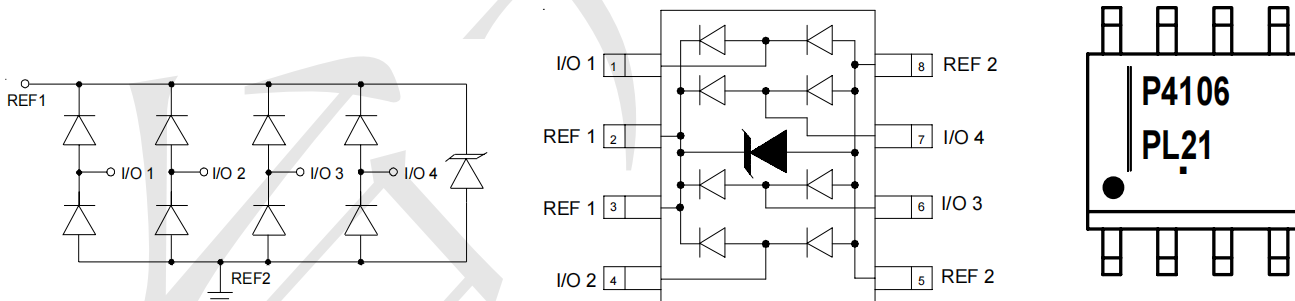 REF1
I/O 1
I/O 2
I/O 3
I/O 4
REF2
I/O 1 1
REF 1 2
REF 1 3
I/O 2 4
8 REF 2
7 I/O 4
6 I/O 3
5 REF 2
P4106
PL21